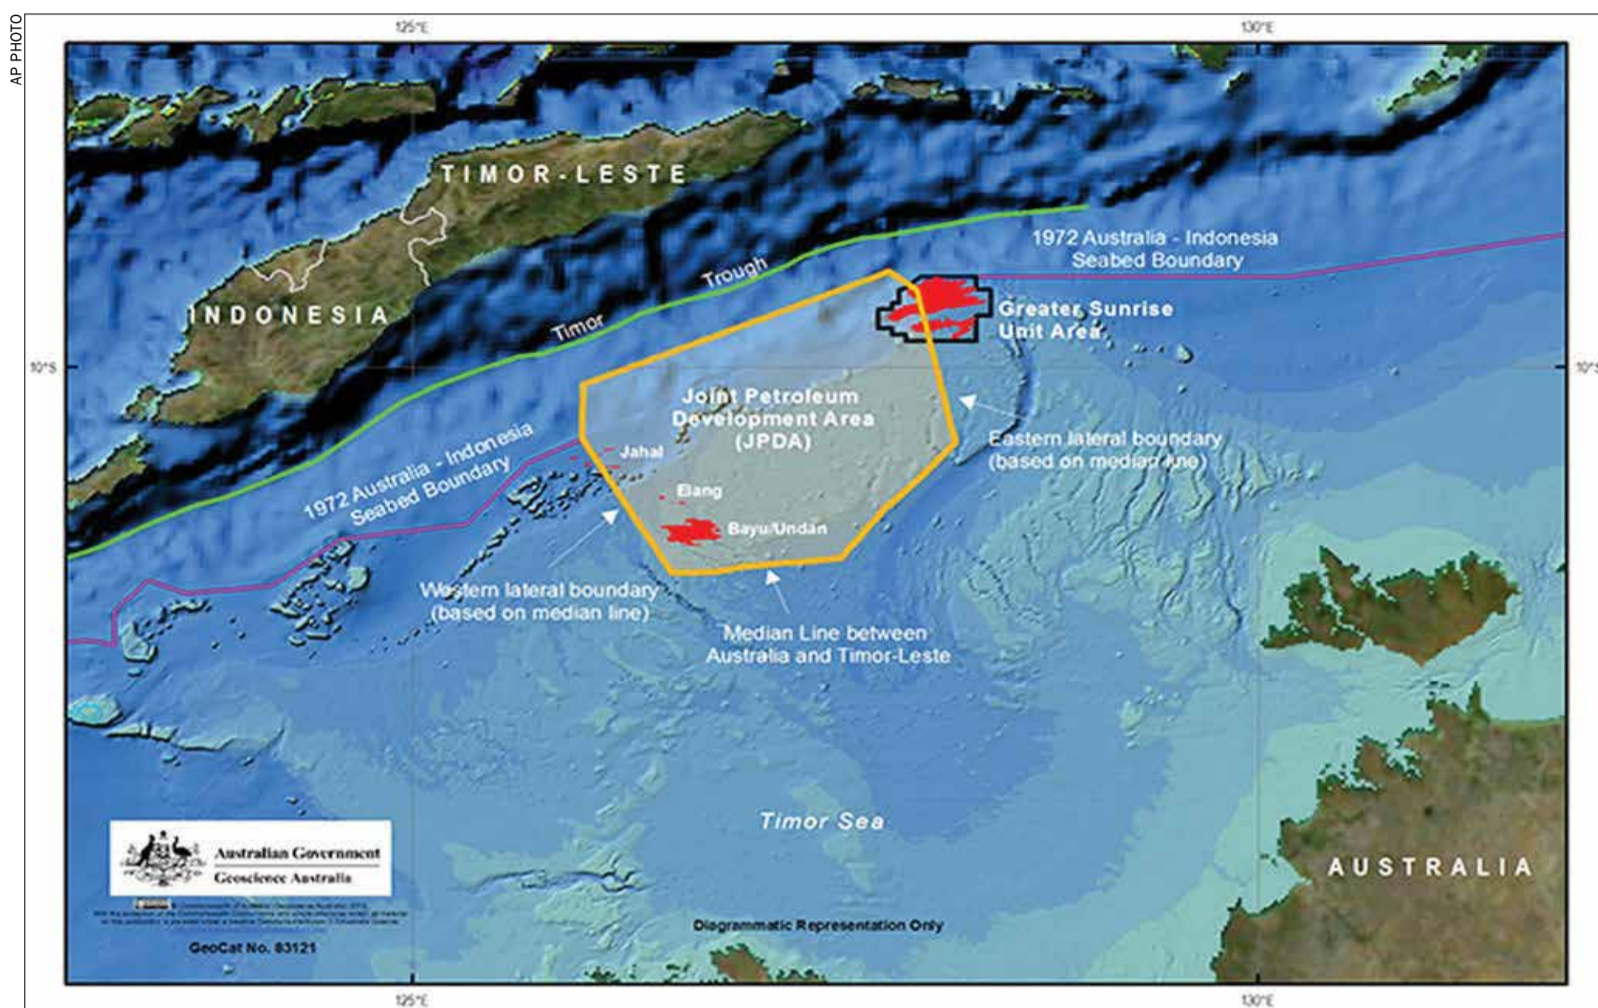 AP PHOTO
125°E
130°E
TIMOR-LESTE
1972 Australia - Indonesia
Seabed Boundary
Trough
INDONESIA
Greater Sunrise
Unit Area
Timor
10°S
10°S
Joint Petroleum
Development Area
(JPDA)
1972 Australia - Indonesia
Seabed Boundary
Jahal
Eastern lateral boundary
(based on median line)
Elang
Bayu/Undan
Western lateral boundary
(based on median line)
Median Line between
Australia and Timor-Leste
Timor Sea
Australian Government
Geoscience Australia
AUSTRALIA
Diagrammatic Representation Only
GeoCat No. 83121
125°E
130°E